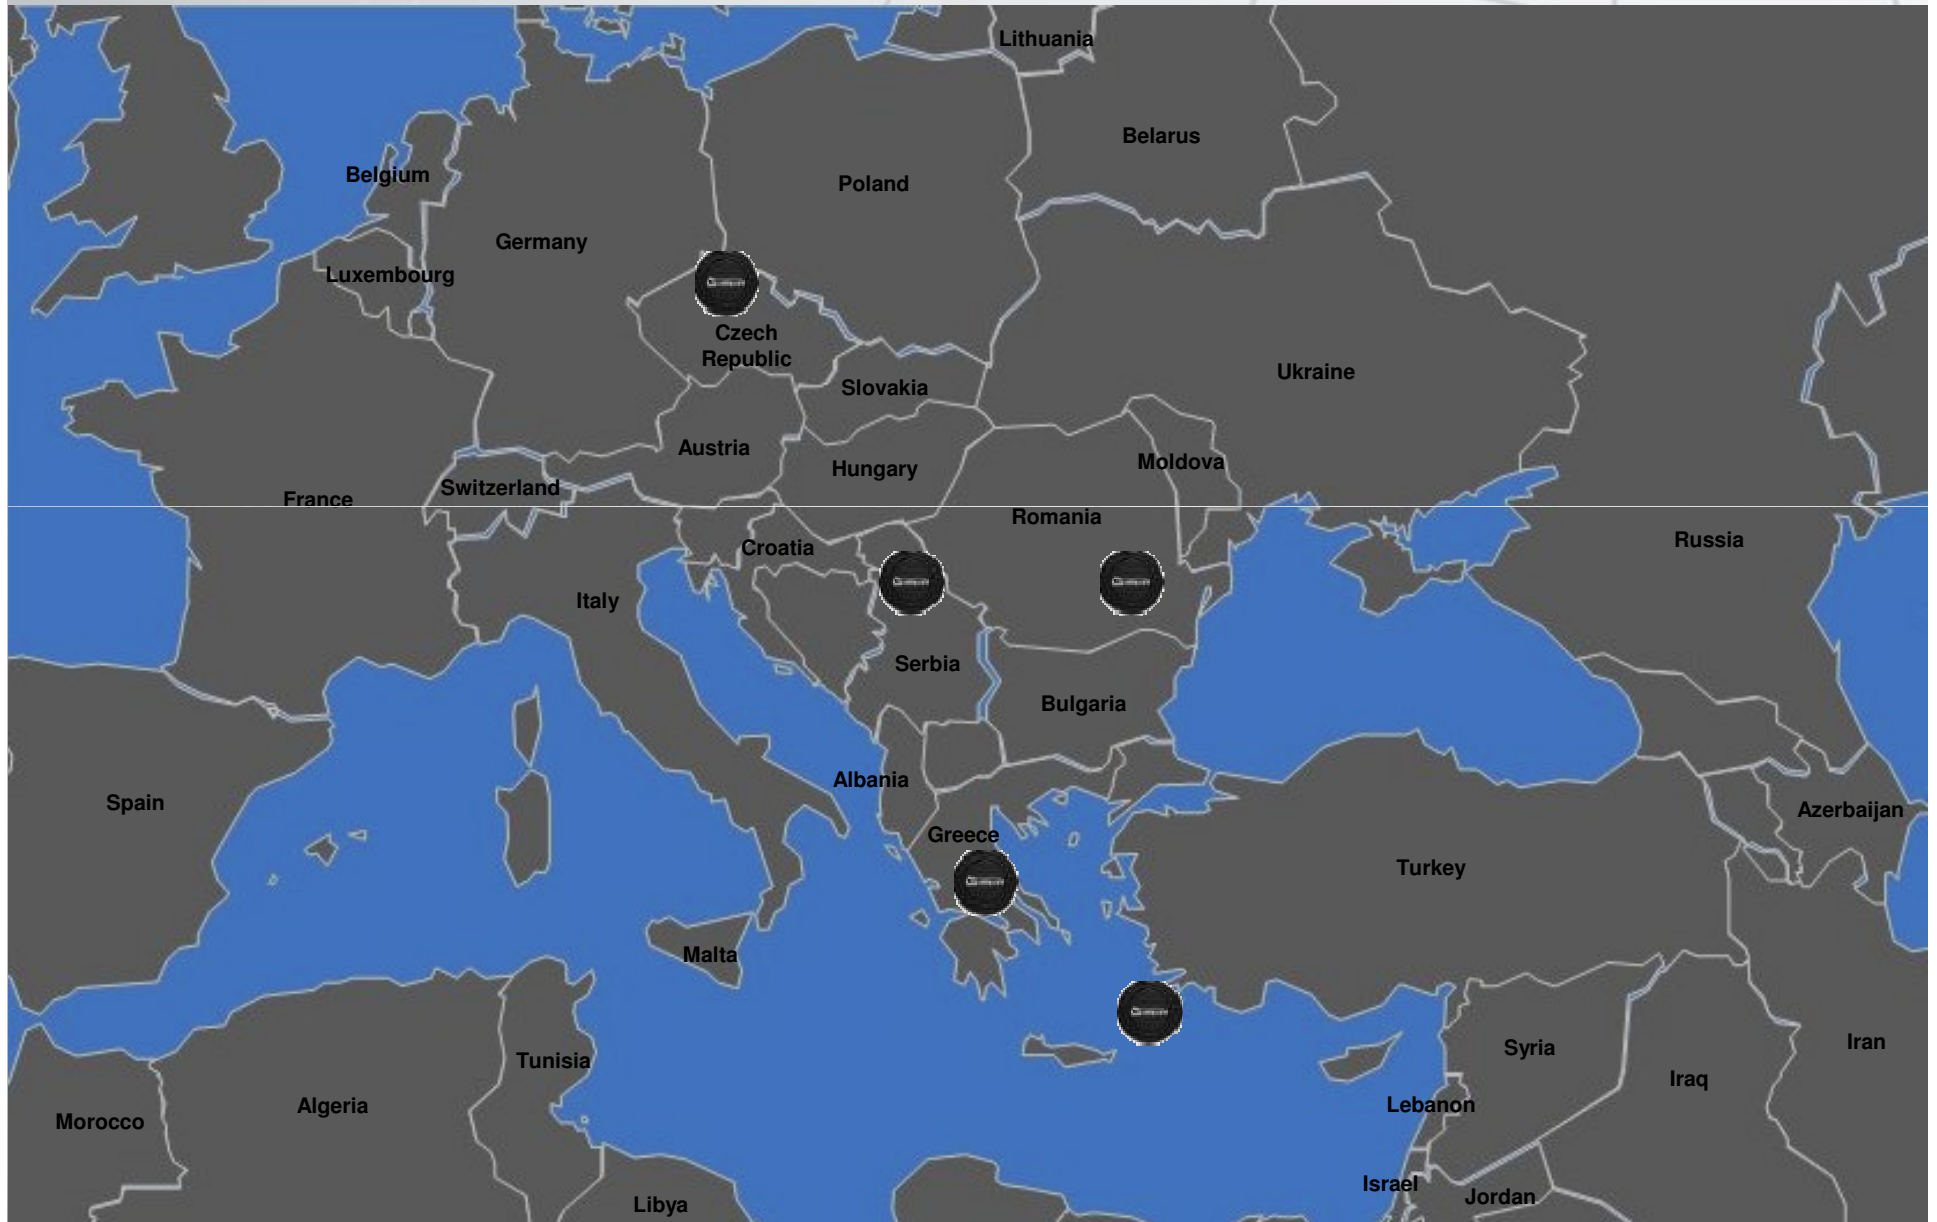 Lithuania
Belarus
Belgium
Poland
Germany
Luxembourg
Czech
Republic
Ukraine
Slovakia
Austria
Hungary
Moldova
Switzerland
France
Romania
Russia
Croatia
Italy
Serbia
Bulgaria
Albania
Spain
Azerbaijan
Greece
Turkey
Malta
Iran
Syria
Tunisia
Iraq
Lebanon
Algeria
Morocco
Israel
Jordan
Libya